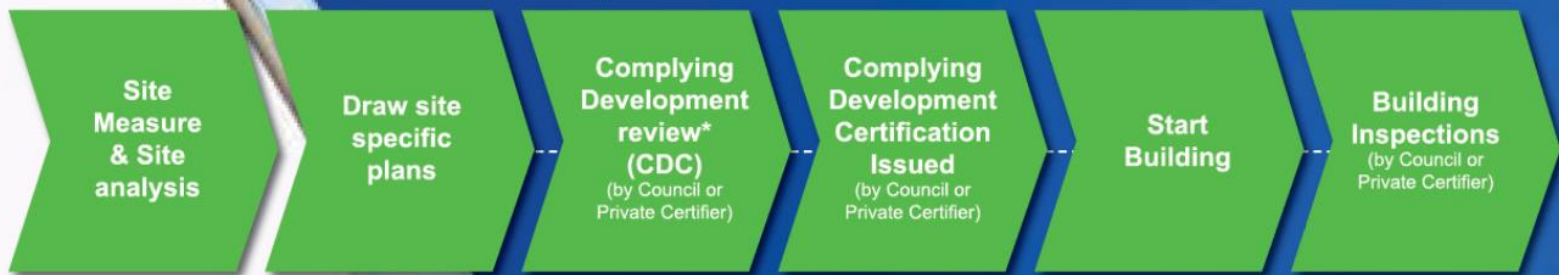 Site
Measure
& Site
analysis
Draw site
specific
plans
Complying
Development
review*
(CDC)
(by Council or
Private Certifier)
Complying
Development
Certification
Issued
(by Council or
Private Certifier)
Start
Building
Building
Inspections
(by Council or
Private Certifier)